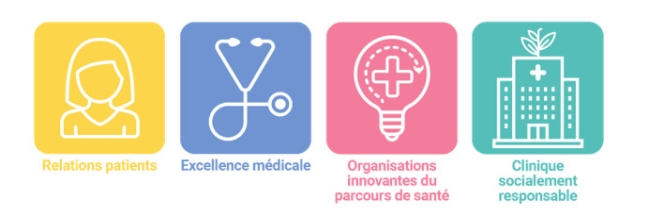 Relations patients
Excellence médicale
Organisations
innovantes du
parcours de santé
Clinique
socialement
responsable